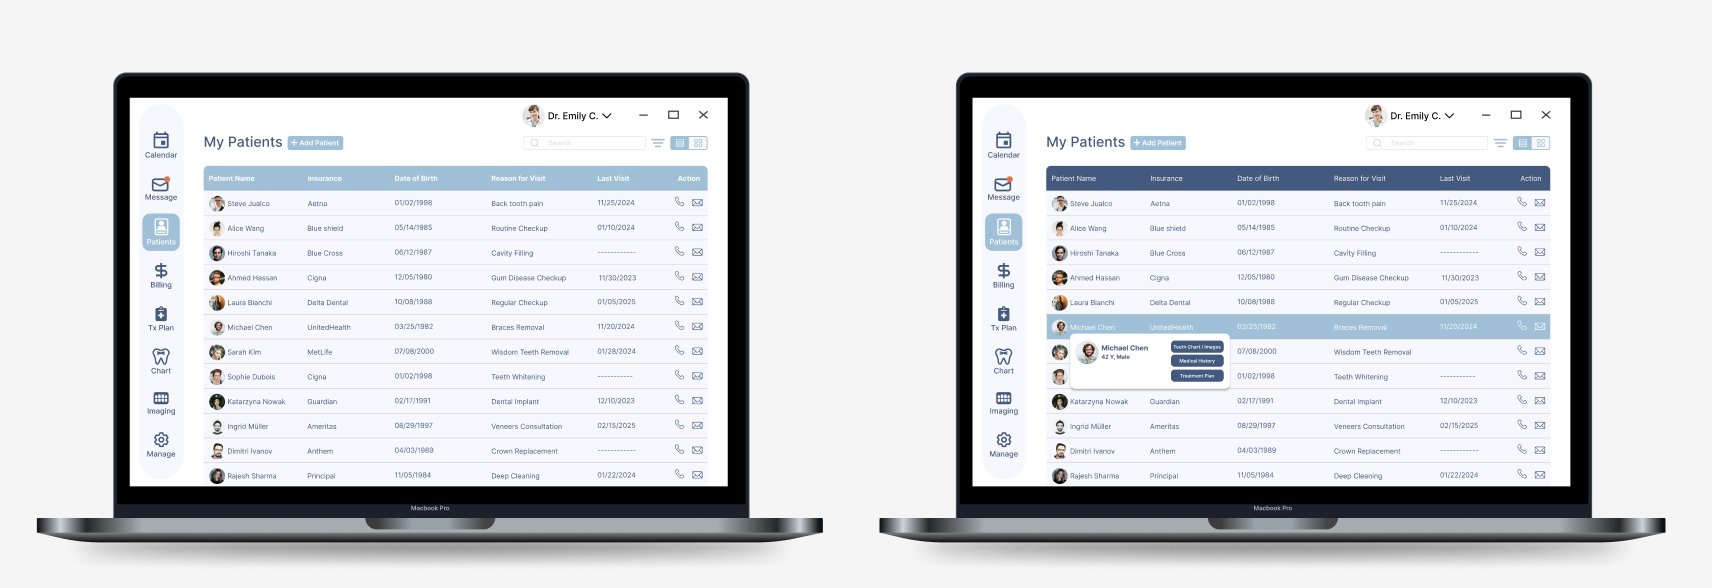 Dr. Emily C.
My Patients + Add Patient Search
Calendar
Message
Patients
Billing
Tx Plan
Chart
Imaging
Manage
Patient Name Insurance Date of Birth Reason for Visit Last Visit Action
Steve Jualco Aetna 01/02/1998 Back tooth pain 11/25/2024
Alice Wang Blue shield 05/14/1985 Routine Checkup 01/10/2024
Hiroshi Tanaka Blue Cross 06/12/1987 Cavity Filling ------------
Ahmed Hassan Cigna 12/05/1980 Gum Disease Checkup 11/30/2023
Laura Bianchi Delta Dental 10/08/1988 Regular Checkup 01/05/2025
Michael Chen UnitedHealth 03/25/1982 Braces Removal 11/20/2024
Sarah Kim MetLife 07/08/2000 Wisdom Teeth Removal 01/28/2024
Sophie Dubois Cigna 01/02/1998 Teeth Whitening -----------
Katarzyna Nowak Guardian 02/17/1991 Dental Implant 12/10/2023
Ingrid Müller Ameritas 08/29/1997 Veneers Consultation 02/15/2025
Dimitri Ivanov Anthem 04/03/1989 Crown Replacement ------------
Rajesh Sharma Principal 11/05/1984 Deep Cleaning 01/22/2024
Macbook Pro
Dr. Emily C.
My Patients + Add Patient Search
Calendar
Message
Patients
Billing
Tx Plan
Chart
Imaging
Manage
Patient Name Insurance Date of Birth Reason for Visit Last Visit Action
Steve Jualco Aetna 01/02/1998 Back tooth pain 11/25/2024
Alice Wang Blue shield 05/14/1985 Routine Checkup 01/10/2024
Hiroshi Tanaka Blue Cross 06/12/1987 Cavity Filling ------------
Ahmed Hassan Cigna 12/05/1980 Gum Disease Checkup 11/30/2023
Laura Bianchi Delta Dental 10/08/1988 Regular Checkup 01/05/2025
Michael Chen UnitedHealth 03/25/1982 Braces Removal 11/20/2024
Michael Chen
42 Y, Male
Tooth Chart / Images
Medical History
Treatment Plan
07/08/2000 Wisdom Teeth Removal
01/02/1998 Teeth Whitening -----------
Katarzyna Nowak Guardian 02/17/1991 Dental Implant 12/10/2023
Ingrid Müller Ameritas 08/29/1997 Veneers Consultation 02/15/2025
Dimitri Ivanov Anthem 04/03/1989 Crown Replacement ------------
Rajesh Sharma Principal 11/05/1984 Deep Cleaning 01/22/2024
Macbook Pro